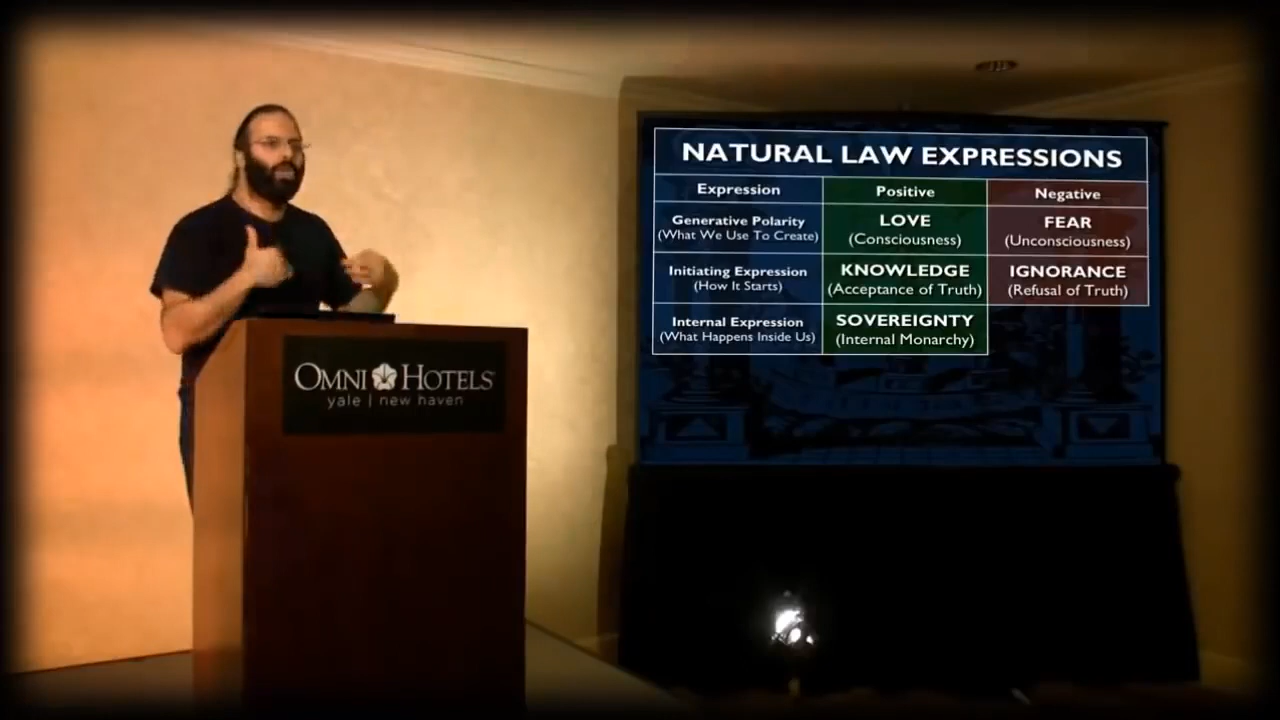 NATURAL LAW EXPRESSIONS
Expression Positive Negative
Generative Polarity
(What We Use To Create)
LOVE
(Consciousness)
FEAR
(Unconsciousness)
Initiating Expression
(How It Starts)
KNOWLEDGE
(Acceptance of Truth)
IGNORANCE
(Refusal of Truth)
Internal Expression
(What Happens Inside Us)
SOVEREIGNTY
(Internal Monarchy)
OMNI HOTELS
yale | new haven